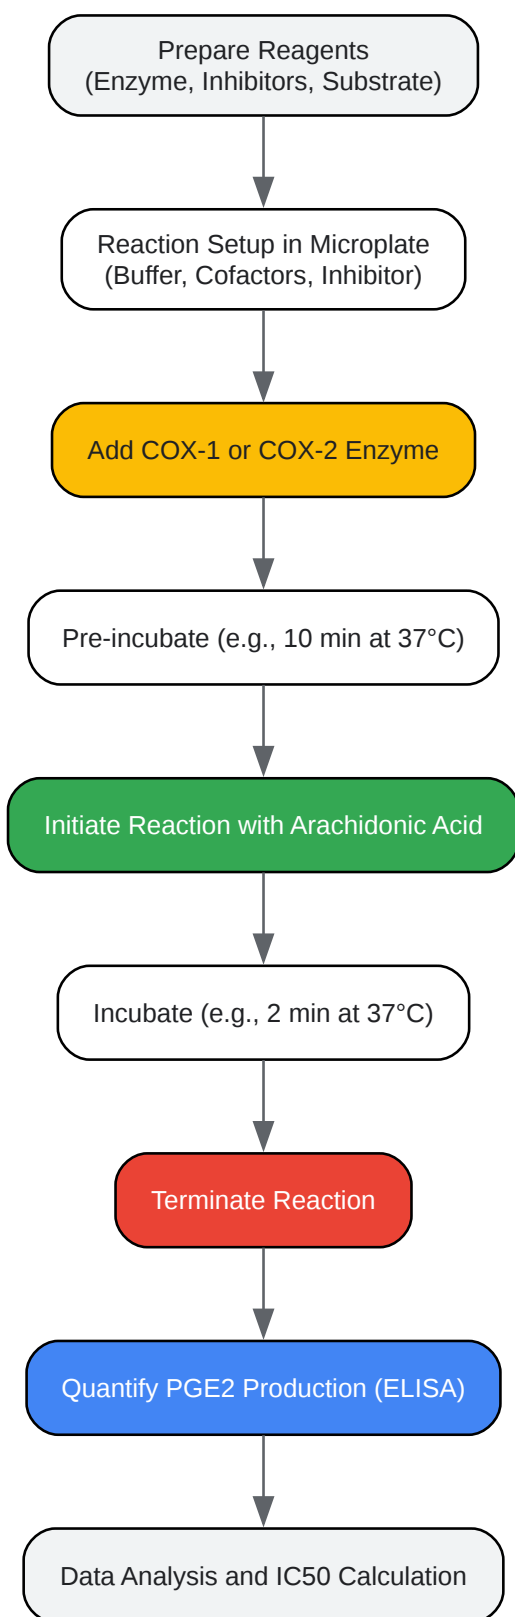 Prepare Reagents
(Enzyme, Inhibitors, Substrate)
Reaction Setup in Microplate
(Buffer, Cofactors, Inhibitor)
Add COX-1 or COX-2 Enzyme
Pre-incubate (e.g., 10 min at 37°C)
Initiate Reaction with Arachidonic Acid
Incubate (e.g., 2 min at 37°C)
Terminate Reaction
Quantify PGE2 Production (ELISA)
Data Analysis and IC50 Calculation